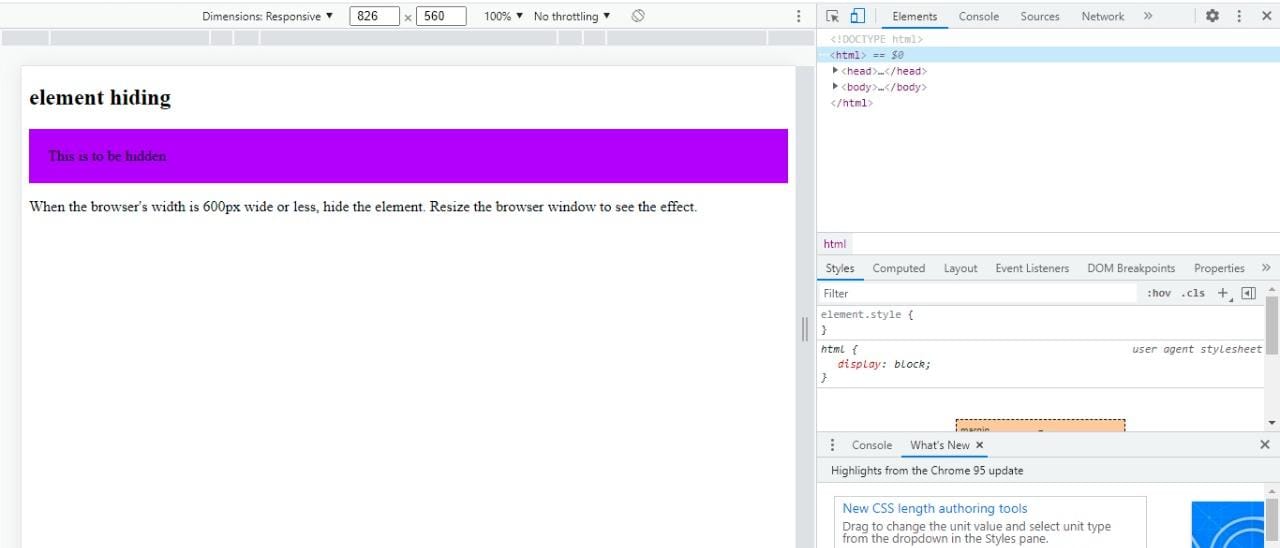 Dimensions: Responsive ▼ 826 × 560 100% ▼ No throttling ▼
Elements Console Sources Network »
<!DOCTYPE html>
<html> == $0
<head>…</head>
<body>…</body>
</html>
element hiding
This is to be hidden
When the browser's width is 600px wide or less, hide the element. Resize the browser window to see the effect.
html
Styles Computed Layout Event Listeners DOM Breakpoints Properties »
Filter :hov .cls +
element.style {
}
html { user agent stylesheet
display: block;
}
margin
Console What's New ×
Highlights from the Chrome 95 update
New CSS length authoring tools
Drag to change the unit value and select unit type
from the dropdown in the Styles pane.